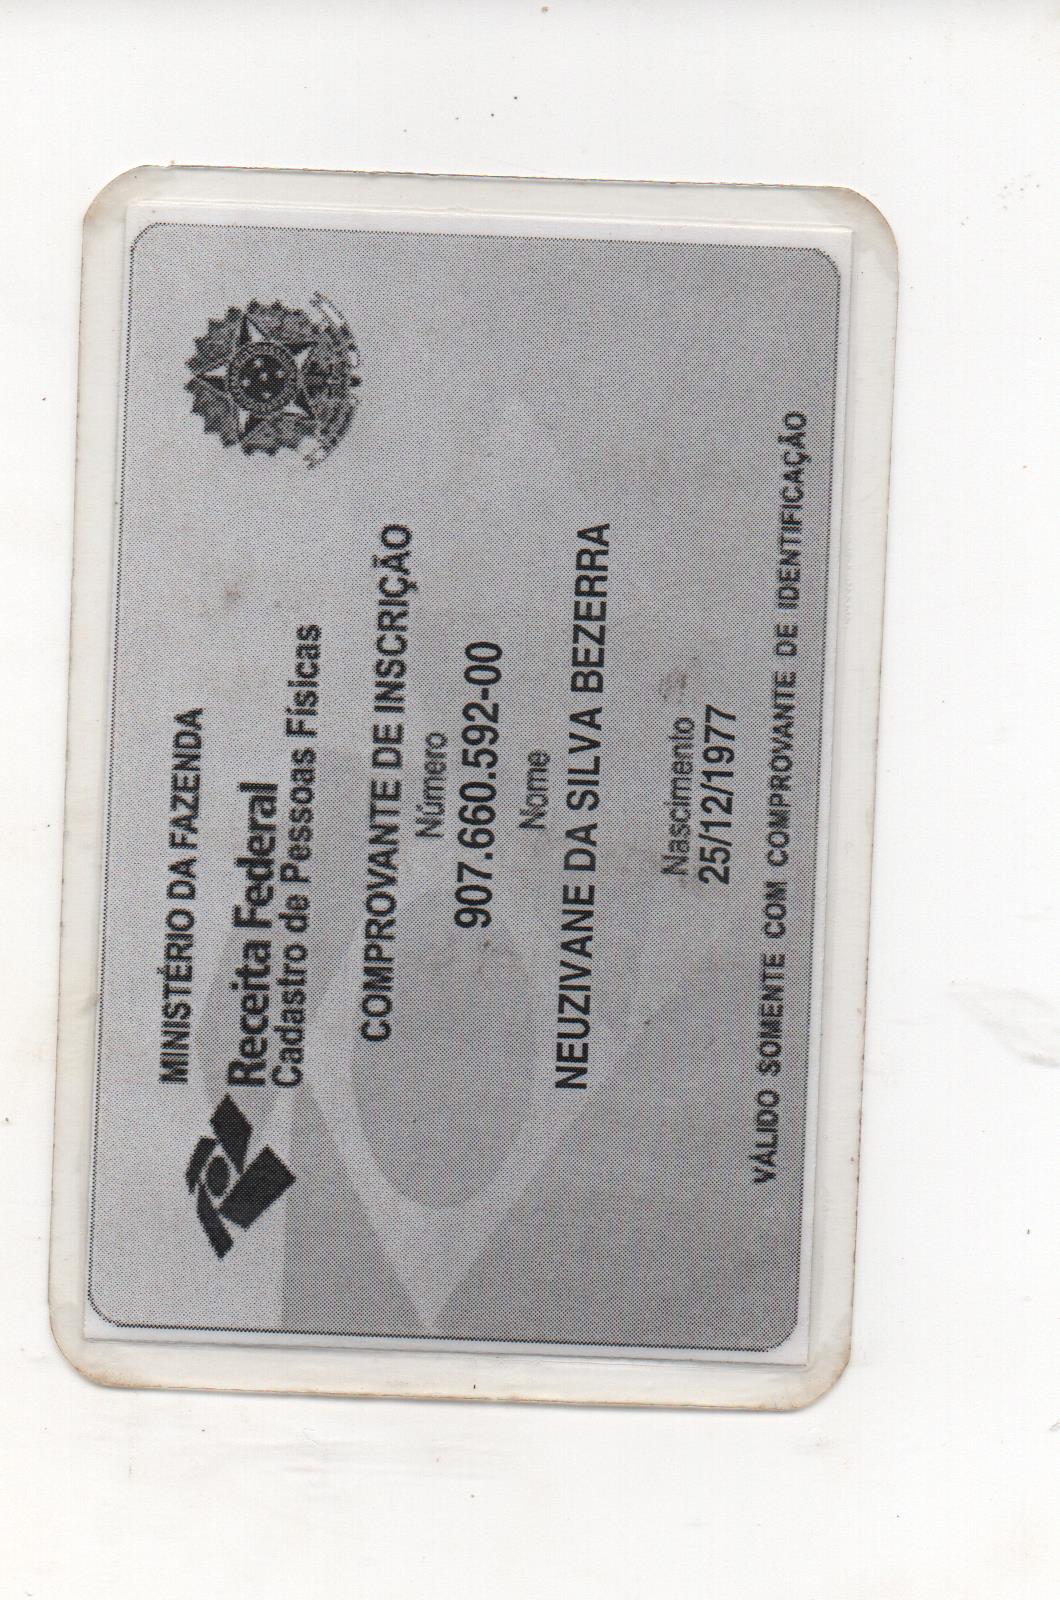 MINISTÉRIO DA FAZENDA
Receita Federal
Cadastro de Pessoas Físicas
COMPROVANTE DE INSCRIÇÃO
Número
907.660.592-00
Nome
NEUZIVANE DA SILVA BEZERRA
Nascimento
25/12/1977
VÁLIDO SOMENTE COM COMPROVANTE DE IDENTIFICAÇÃO